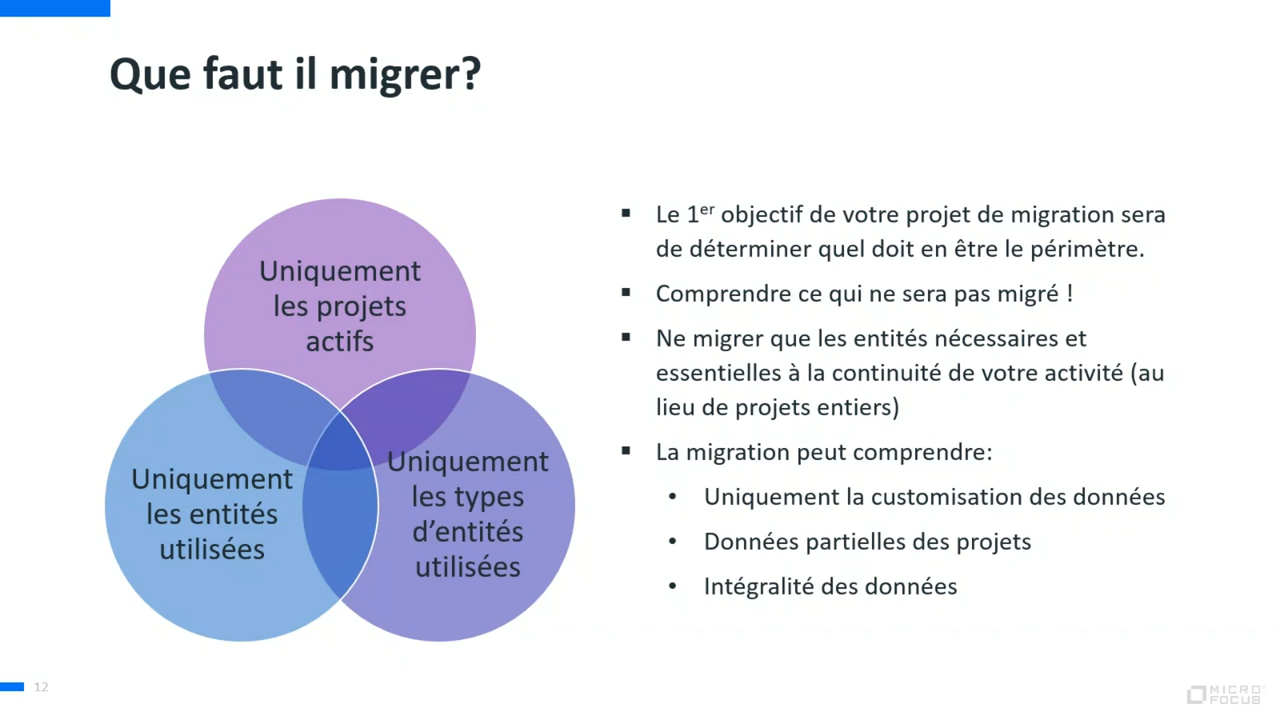 Que faut il migrer?
Uniquement
les projets
actifs
Uniquement
les entités
utilisées
Uniquement
les types
d’entités
utilisées
▪ Le 1er objectif de votre projet de migration sera
de déterminer quel doit en être le périmètre.
▪ Comprendre ce qui ne sera pas migré !
▪ Ne migrer que les entités nécessaires et
essentielles à la continuité de votre activité (au
lieu de projets entiers)
▪ La migration peut comprendre:
• Uniquement la customisation des données
• Données partielles des projets
• Intégralité des données
12
MICRO
FOCUS